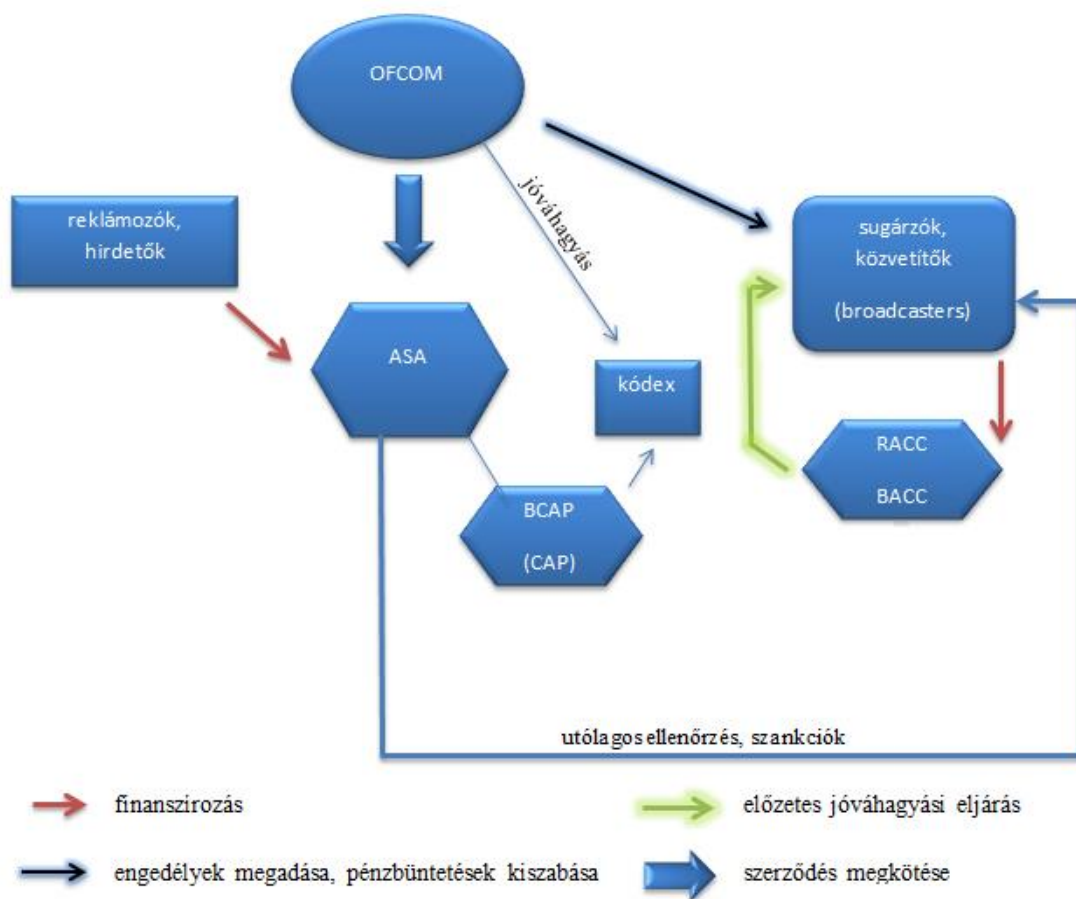 OFCOM
jóváhagyás
reklámozók,
hirdetők
sugárzók,
közvetítők
(broadcasters)
ASA
kódex
RACC
BACC
BCAP
(CAP)
utólagos ellenőrzés, szankciók
finanszírozás
előzetes jóváhagyási eljárás
engedélyek megadása, pénzbüntetések kiszabása
szerződés megkötése